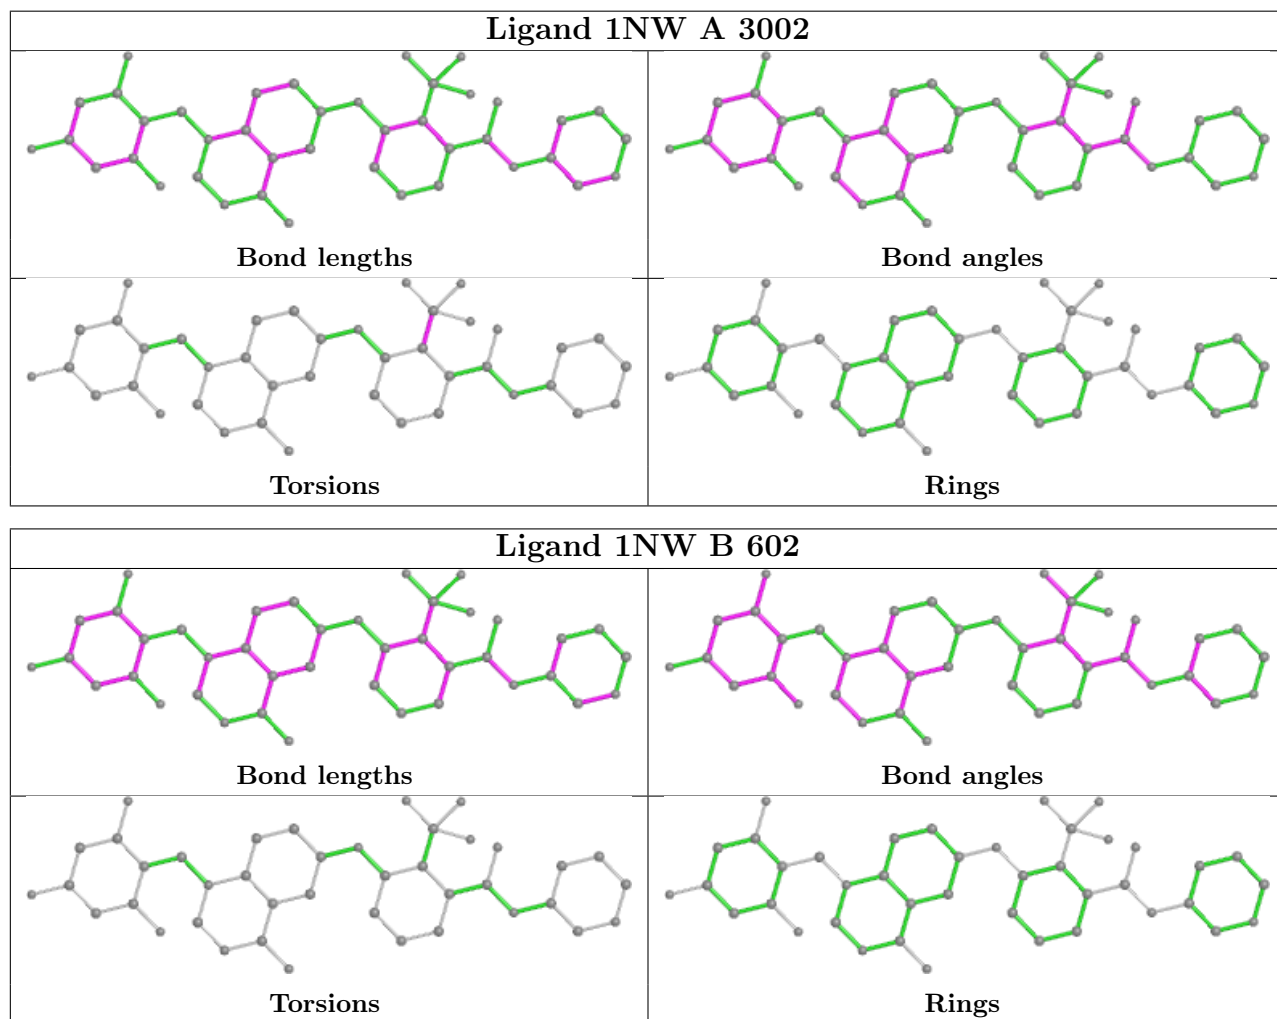 Ligand 1NW A 3002
Bond lengths
Bond angles
Torsions
Rings
Ligand 1NW B 602
Bond lengths
Bond angles
Torsions
Rings